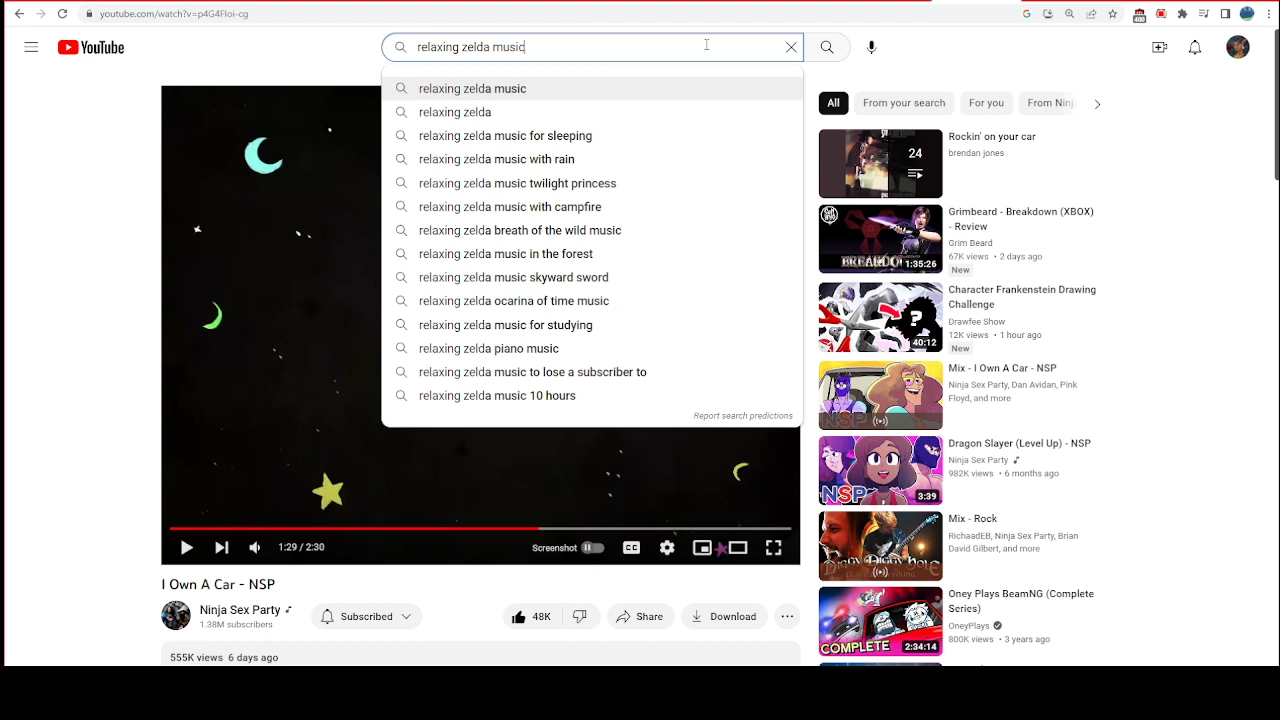 youtube.com/watch?v=p4G4Floi-cg
400
YouTube
relaxing zelda music
relaxing zelda music
relaxing zelda
relaxing zelda music for sleeping
relaxing zelda music with rain
relaxing zelda music twilight princess
relaxing zelda music with campfire
relaxing zelda breath of the wild music
relaxing zelda music in the forest
relaxing zelda music skyward sword
relaxing zelda ocarina of time music
relaxing zelda music for studying
relaxing zelda piano music
relaxing zelda music to lose a subscriber to
relaxing zelda music 10 hours
Report search predictions
1:29 / 2:30
Screenshot
CC
I Own A Car - NSP
Ninja Sex Party
1.38M subscribers
Subscribed
48K
Share
Download
555K views 6 days ago
All
From your search
For you
From Ninj
24
Rockin' on your car
brendan jones
1:35:26
Grimbeard - Breakdown (XBOX)
- Review
Grim Beard
67K views • 2 days ago
New
?
40:12
Character Frankenstein Drawing
Challenge
Drawfee Show
12K views • 1 hour ago
New
NSP
Mix - I Own A Car - NSP
Ninja Sex Party, Dan Avidan, Pink
Floyd, and more
NSP
3:39
Dragon Slayer (Level Up) - NSP
Ninja Sex Party
982K views • 6 months ago
DIGGY DIGGY HOLE
Mix - Rock
RichaadEB, Ninja Sex Party, Brian
David Gilbert, and more
COMPLETE
2:34:14
Oney Plays BeamNG (Complete
Series)
OneyPlays
800K views • 3 years ago